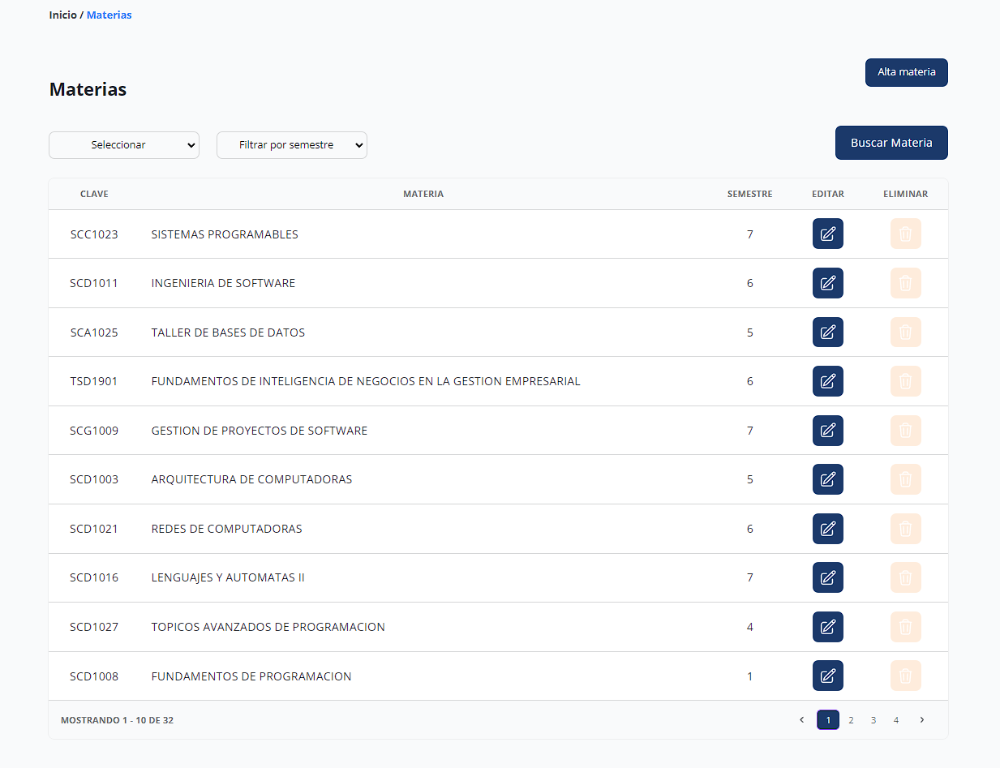 Inicio / Materias
Alta materia
Materias
Seleccionar Filtrar por semestre Buscar Materia
CLAVE MATERIA SEMESTRE EDITAR ELIMINAR
SCC1023 SISTEMAS PROGRAMABLES 7
SCD1011 INGENIERIA DE SOFTWARE 6
SCA1025 TALLER DE BASES DE DATOS 5
TSD1901 FUNDAMENTOS DE INTELIGENCIA DE NEGOCIOS EN LA GESTION EMPRESARIAL 6
SCG1009 GESTION DE PROYECTOS DE SOFTWARE 7
SCD1003 ARQUITECTURA DE COMPUTADORAS 5
SCD1021 REDES DE COMPUTADORAS 6
SCD1016 LENGUAJES Y AUTOMATAS II 7
SCD1027 TOPICOS AVANZADOS DE PROGRAMACION 4
SCD1008 FUNDAMENTOS DE PROGRAMACION 1
MOSTRANDO 1 - 10 DE 32 1 2 3 4